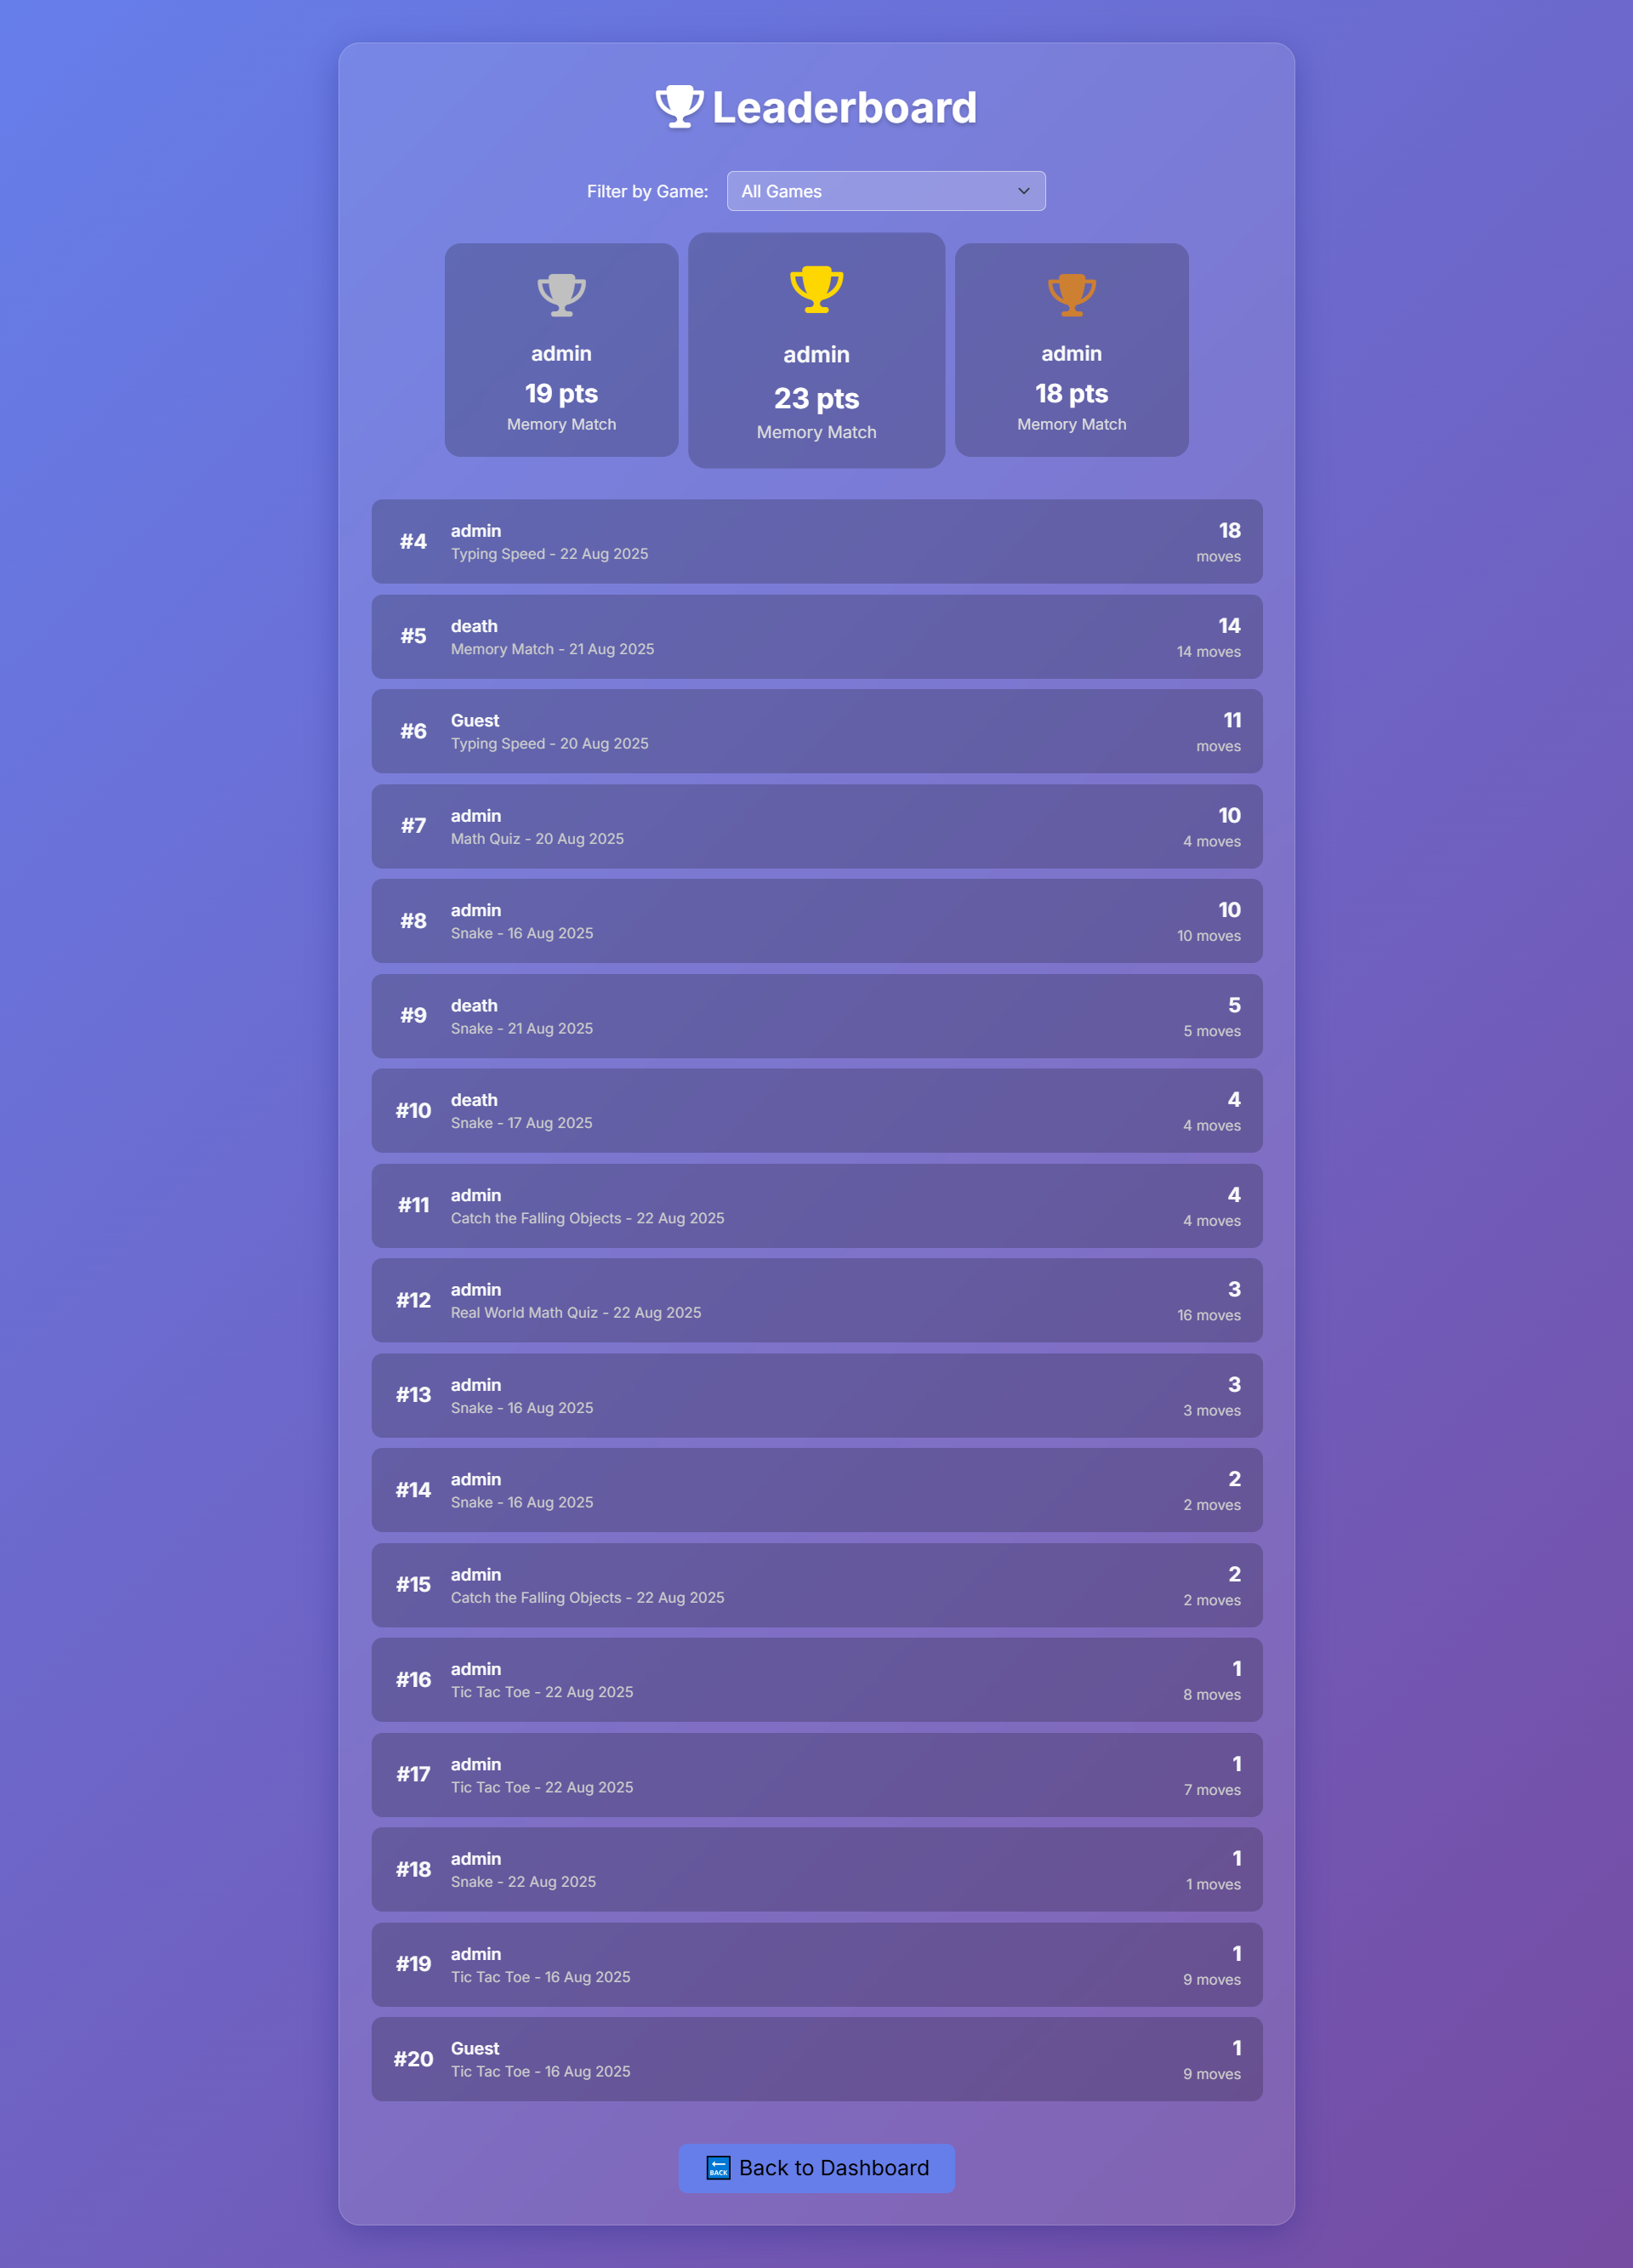 Leaderboard
Filter by Game: All Games
admin
19 pts
Memory Match
admin
23 pts
Memory Match
admin
18 pts
Memory Match
#4
admin
Typing Speed - 22 Aug 2025
18
moves
#5
death
Memory Match - 21 Aug 2025
14
14 moves
#6
Guest
Typing Speed - 20 Aug 2025
11
moves
#7
admin
Math Quiz - 20 Aug 2025
10
4 moves
#8
admin
Snake - 16 Aug 2025
10
10 moves
#9
death
Snake - 21 Aug 2025
5
5 moves
#10
death
Snake - 17 Aug 2025
4
4 moves
#11
admin
Catch the Falling Objects - 22 Aug 2025
4
4 moves
#12
admin
Real World Math Quiz - 22 Aug 2025
3
16 moves
#13
admin
Snake - 16 Aug 2025
3
3 moves
#14
admin
Snake - 16 Aug 2025
2
2 moves
#15
admin
Catch the Falling Objects - 22 Aug 2025
2
2 moves
#16
admin
Tic Tac Toe - 22 Aug 2025
1
8 moves
#17
admin
Tic Tac Toe - 22 Aug 2025
1
7 moves
#18
admin
Snake - 22 Aug 2025
1
1 moves
#19
admin
Tic Tac Toe - 16 Aug 2025
1
9 moves
#20
Guest
Tic Tac Toe - 16 Aug 2025
1
9 moves
BACK Back to Dashboard